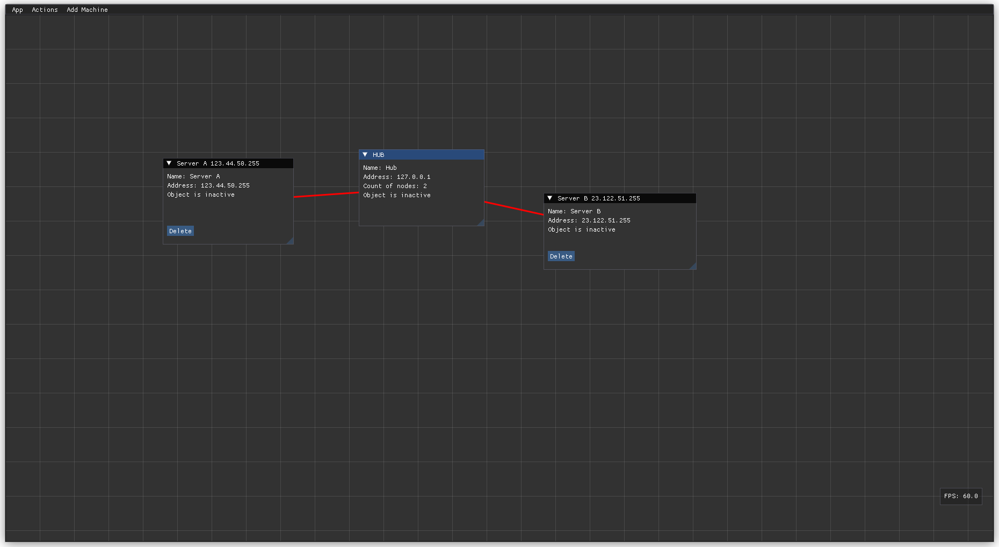 App Actions Add Machine
Server A 123.44.50.255
Name: Server A
Address: 123.44.50.255
Object is inactive
Delete
HUB
Name: Hub
Address: 127.0.0.1
Count of nodes: 2
Object is inactive
Server B 23.122.51.255
Name: Server B
Address: 23.122.51.255
Object is inactive
Delete
FPS: 60.0